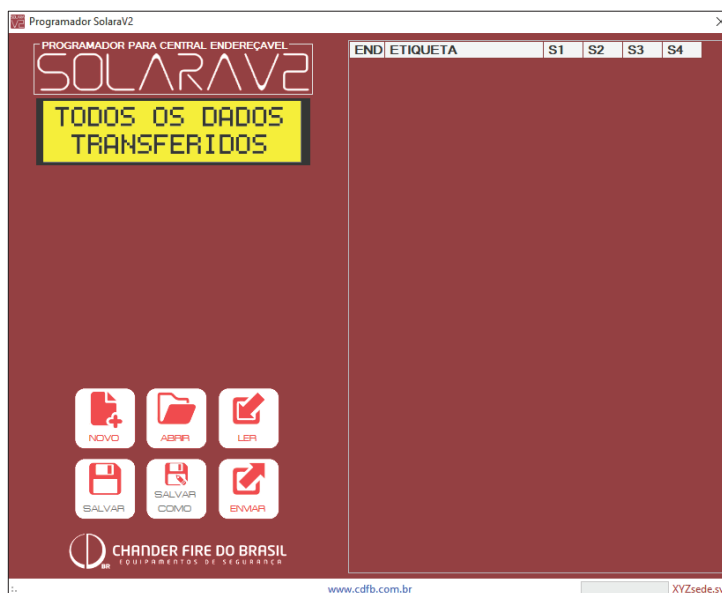 Programador SolaraV2
PROGRAMADOR PARA CENTRAL ENDEREÇAVEL
SOLARAV2
TODOS OS DADOS
TRANSFERIDOS
END ETIQUETA S1 S2 S3 S4
NOVO ABRIR LER
SALVAR SALVAR COMO ENVIAR
CHANDER FIRE DO BRASIL
BR EQUIPAMENTOS DE SEGURANÇA
:. www.cdfb.com.br XYZsede.sv